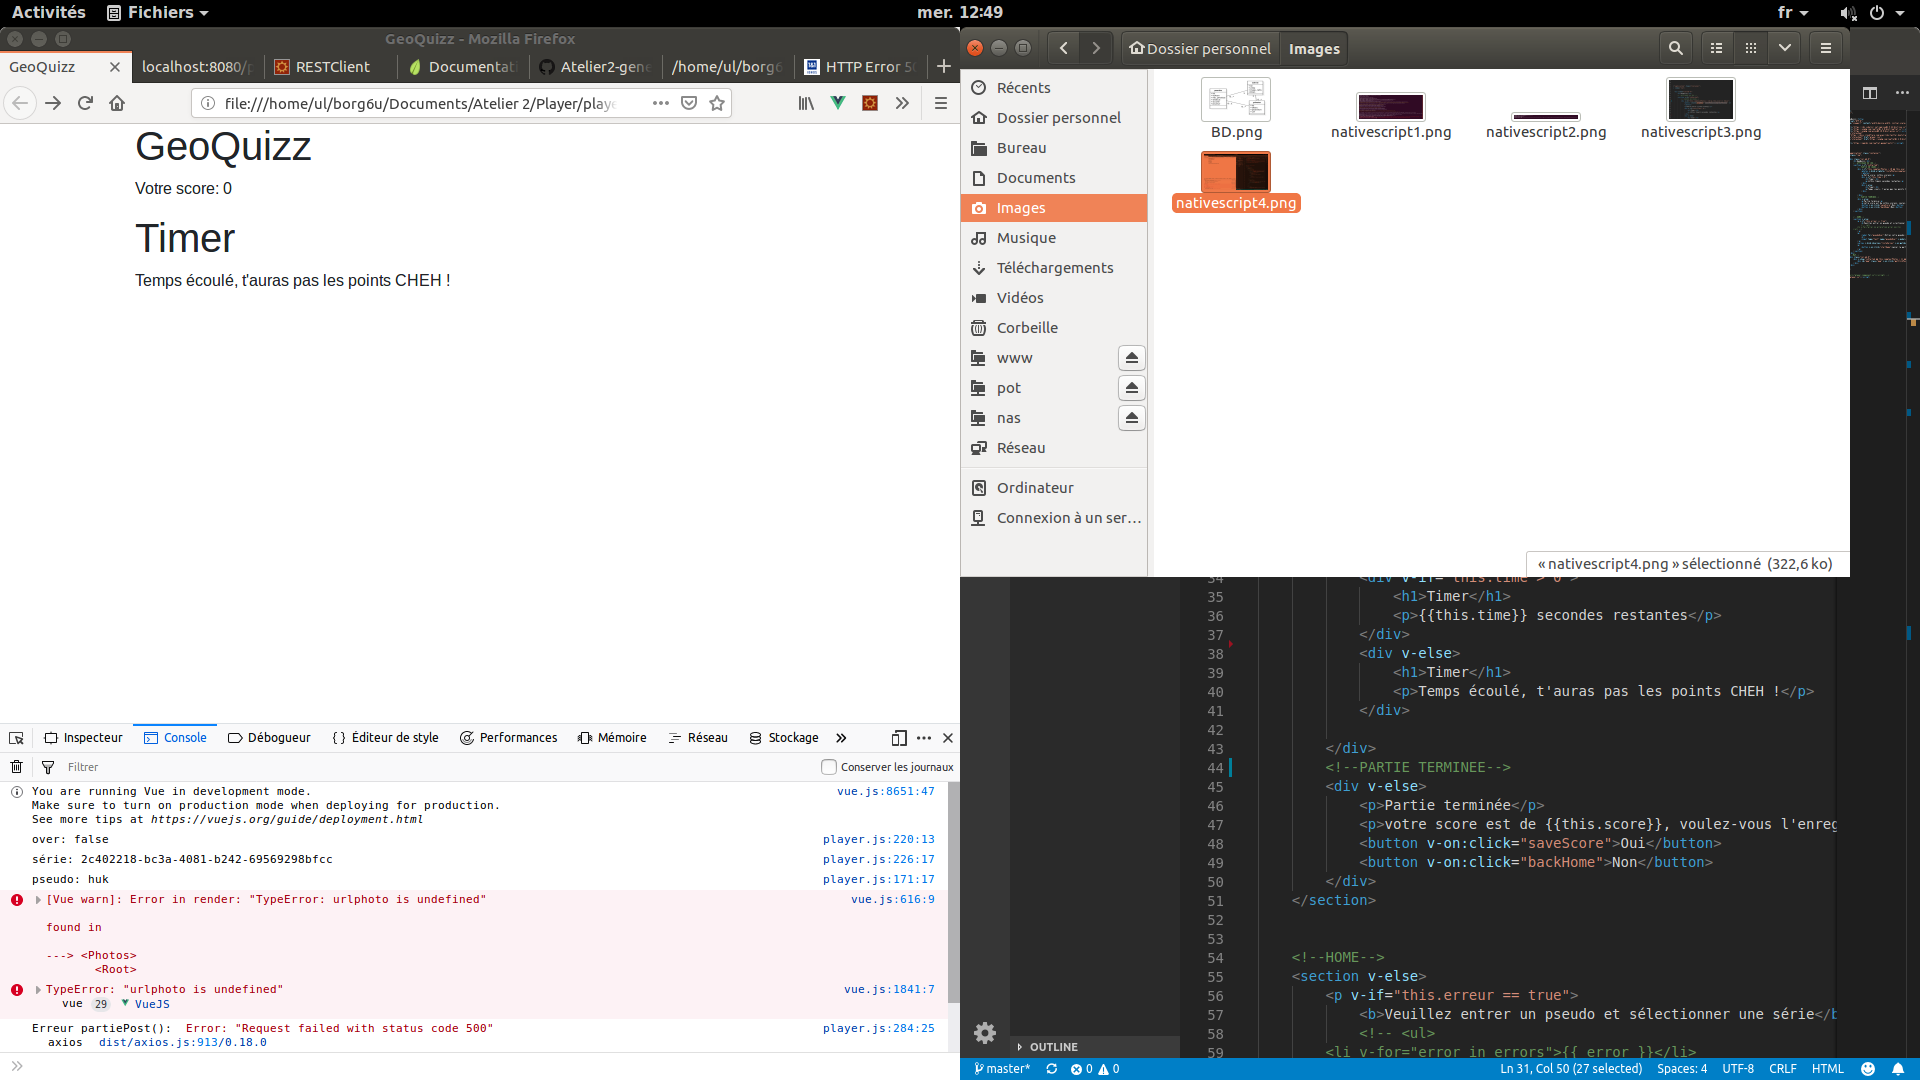 Activités
Fichiers
mer. 12:49
fr
GeoQuizz - Mozilla Firefox
GeoQuizz
localhost:8080/p
RESTClient
Documentat
Atelier2-gene
/home/ul/borg6
HTTP Error 50
file:///home/ul/borg6u/Documents/Atelier 2/Player/playe
GeoQuizz
Votre score: 0
Timer
Temps écoulé, t'auras pas les points CHEH !
Inspecteur
Console
Débogueur
{ } Éditeur de style
Performances
Mémoire
Réseau
Stockage
Filtrer
Conserver les journaux
You are running Vue in development mode.
vue.js:8651:47
Make sure to turn on production mode when deploying for production.
See more tips at https://vuejs.org/guide/deployment.html
over: false
player.js:220:13
série: 2c402218-bc3a-4081-b242-69569298bfcc
player.js:226:17
pseudo: huk
player.js:171:17
[Vue warn]: Error in render: "TypeError: urlphoto is undefined"
vue.js:616:9
found in
---> <Photos>
<Root>
TypeError: "urlphoto is undefined"
vue.js:1841:7
vue 29 VueJS
Erreur partiePost(): Error: "Request failed with status code 500"
player.js:284:25
axios dist/axios.js:913/0.18.0
Dossier personnel
Images
Récents
Dossier personnel
Bureau
Documents
Images
Musique
Téléchargements
Vidéos
Corbeille
www
pot
nas
Réseau
Ordinateur
Connexion à un ser…
BD.png
nativescript1.png
nativescript2.png
nativescript3.png
nativescript4.png
« nativescript4.png » sélectionné (322,6 ko)
34 <div v-if="this.time > 0">
35 <h1>Timer</h1>
36 <p>{{this.time}} secondes restantes</p>
37 </div>
38 <div v-else>
39 <h1>Timer</h1>
40 <p>Temps écoulé, t'auras pas les points CHEH !</p>
41 </div>
42
43 </div>
44 <!--PARTIE TERMINEE-->
45 <div v-else>
46 <p>Partie terminée</p>
47 <p>votre score est de {{this.score}}, voulez-vous l'enreg
48 <button v-on:click="saveScore">Oui</button>
49 <button v-on:click="backHome">Non</button>
50 </div>
51 </section>
52
53
54 <!--HOME-->
55 <section v-else>
56 <p v-if="this.erreur == true">
57 <b>Veuillez entrer un pseudo et sélectionner une série</b
58 <!-- <ul>
59 <li v-for="error in errors">{{ error }}</li>
OUTLINE
master*
0
0
Ln 31, Col 50 (27 selected)
Spaces: 4
UTF-8
CRLF
HTML